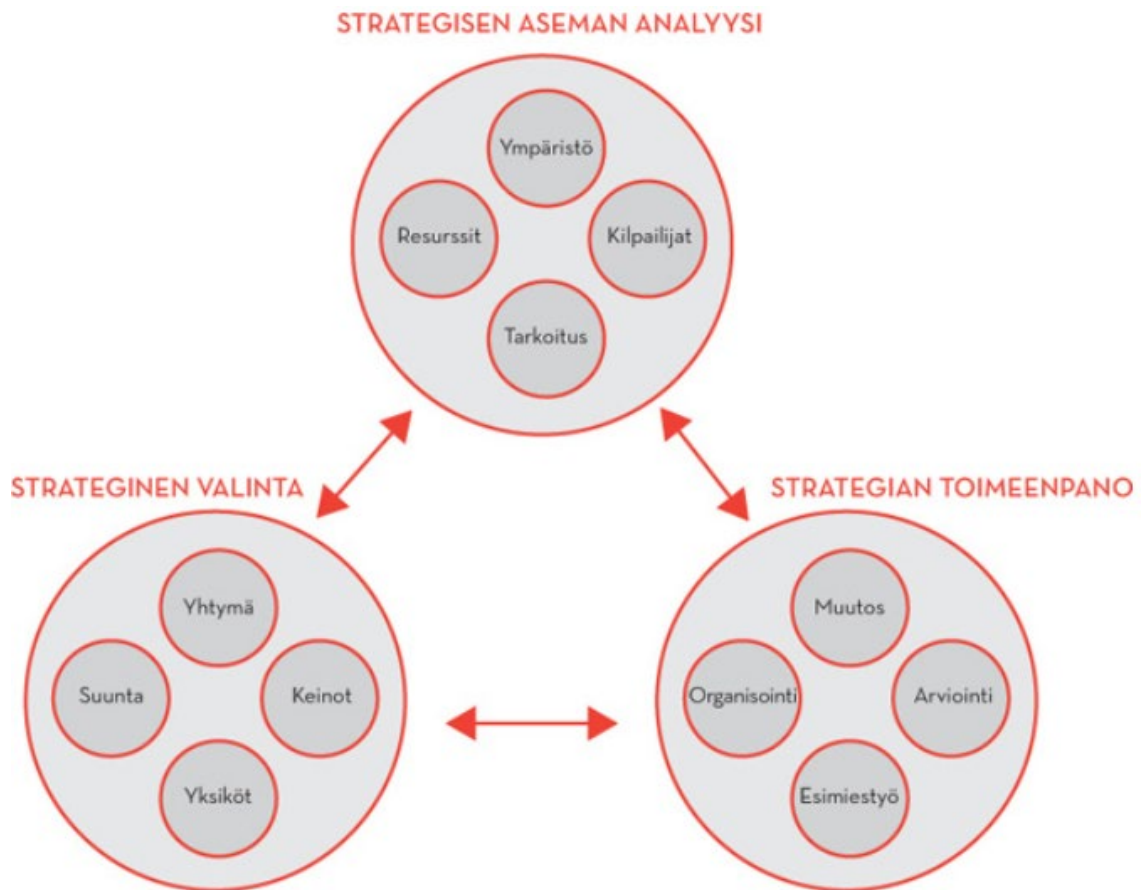 STRATEGISEN ASEMAN ANALYYSI
Ympäristö
Resurssit
Kilpailijat
Tarkoitus
STRATEGINEN VALINTA
Yhtymä
Suunta
Keinot
Yksiköt
STRATEGIAN TOIMEENPANO
Muutos
Organisointi
Arviointi
Esimiestyö